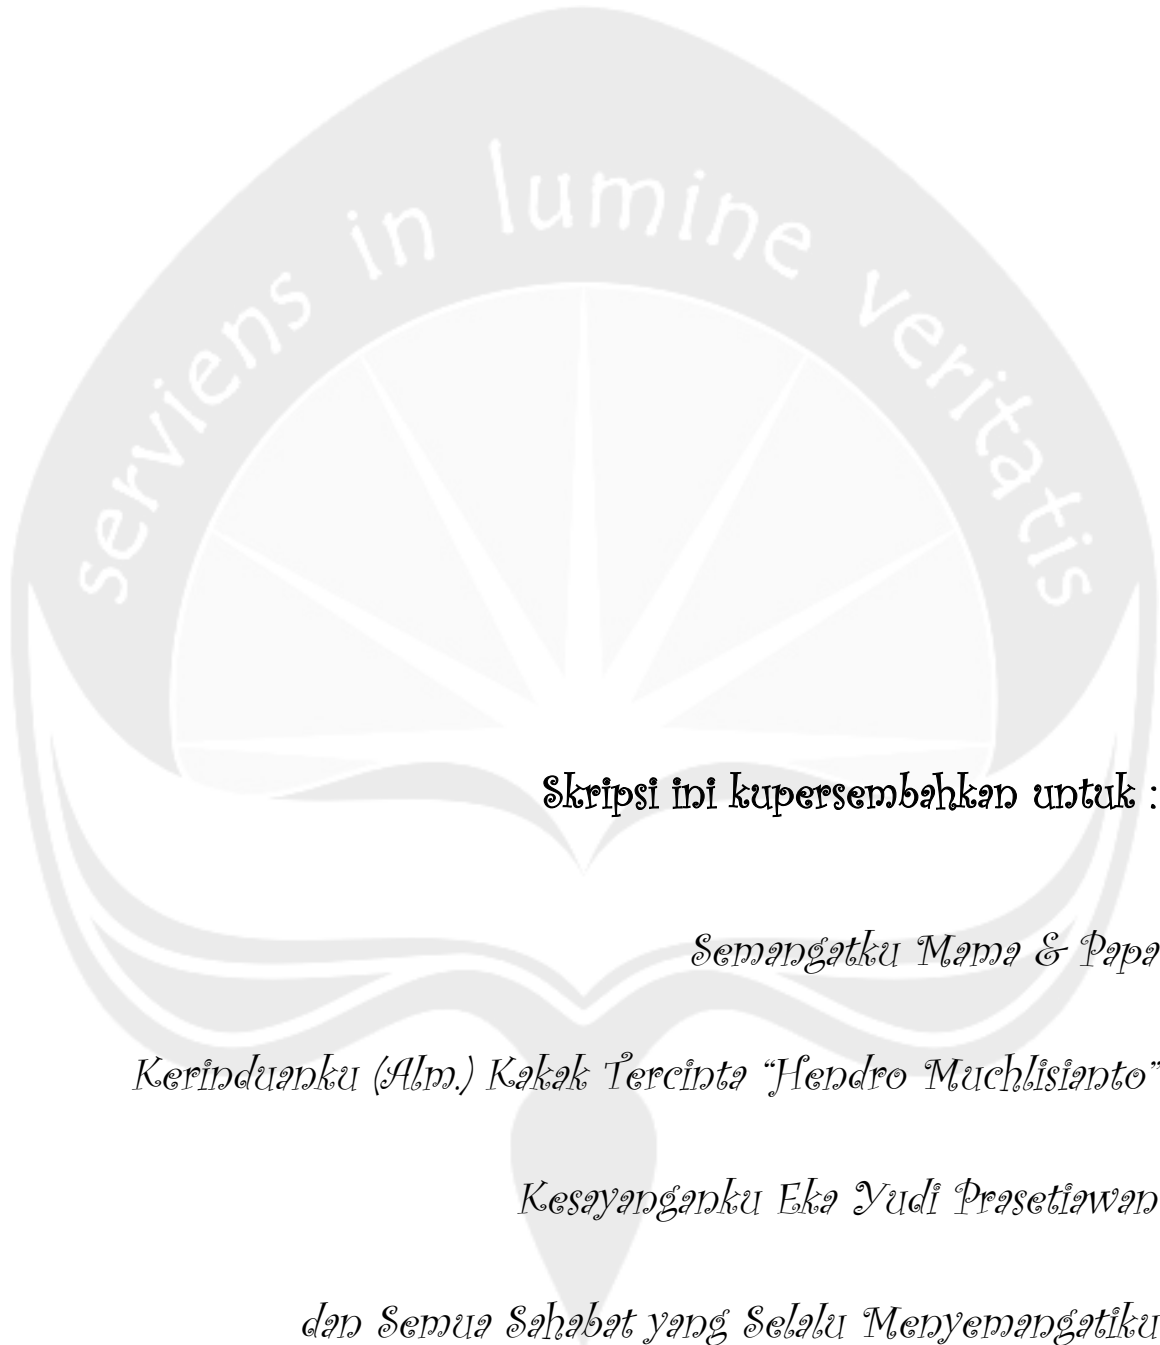 serviens in lumine veritatis
Skripsi ini kupersembahkan untuk :
Semangatku Mama & Papa
Kerinduanku (Alm.) Kakak Tercinta “Hendro Muchlisianto”
Kesayanganku Eka Yudi Prasetiawan
dan Semua Sahabat yang Selalu Menyemangatiku